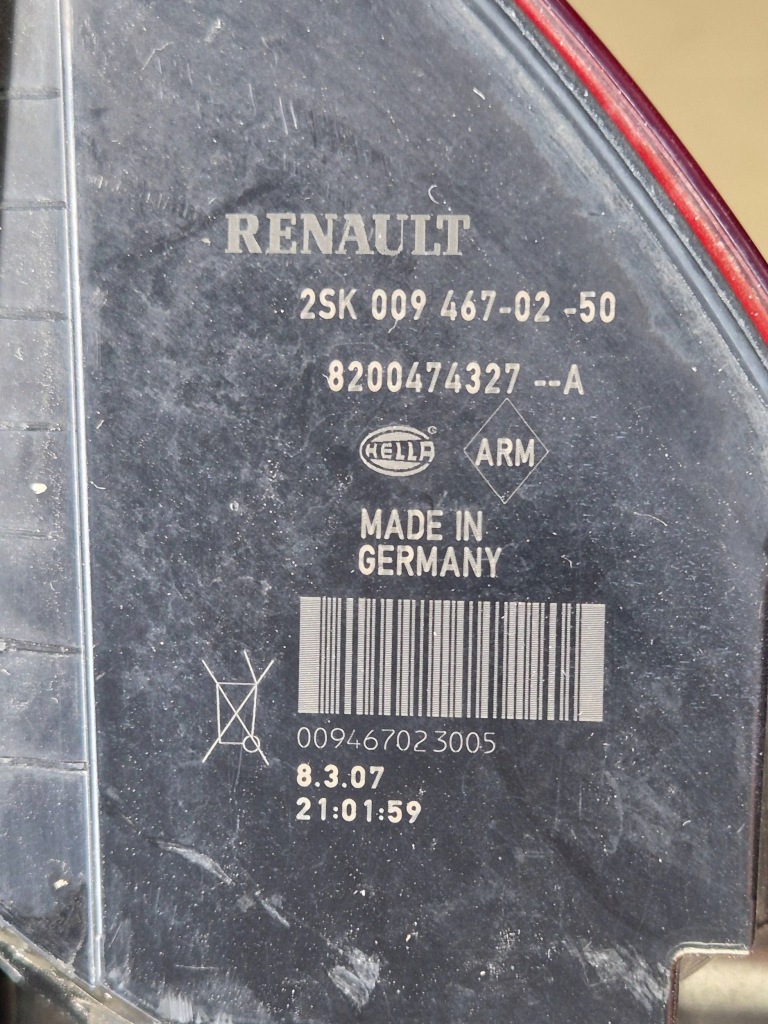 RENAULT
2SK 009 467-02 -50
8200474327 --A
HELLA
ARM
MADE IN
GERMANY
009467023005
8.3.07
21:01:59